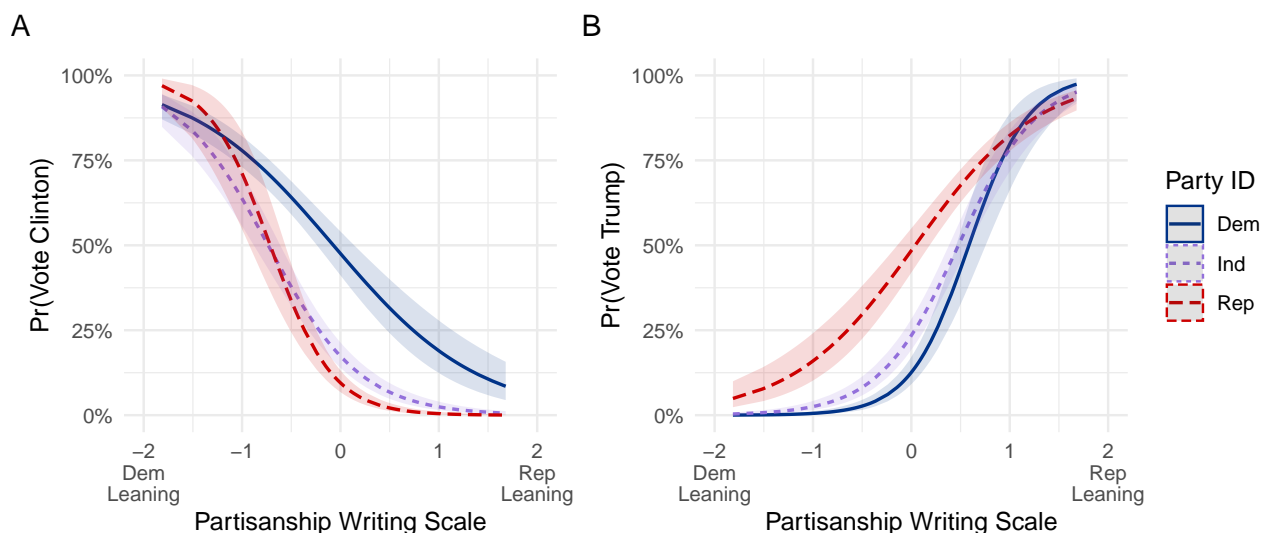 A
B
Pr(Vote Clinton)
100%
75%
50%
25%
0%
−2
Dem
Leaning
−1
0
1
2
Rep
Leaning
Partisanship Writing Scale
Pr(Vote Trump)
100%
75%
50%
25%
0%
−2
Dem
Leaning
−1
0
1
2
Rep
Leaning
Partisanship Writing Scale
Party ID
Dem
Ind
Rep